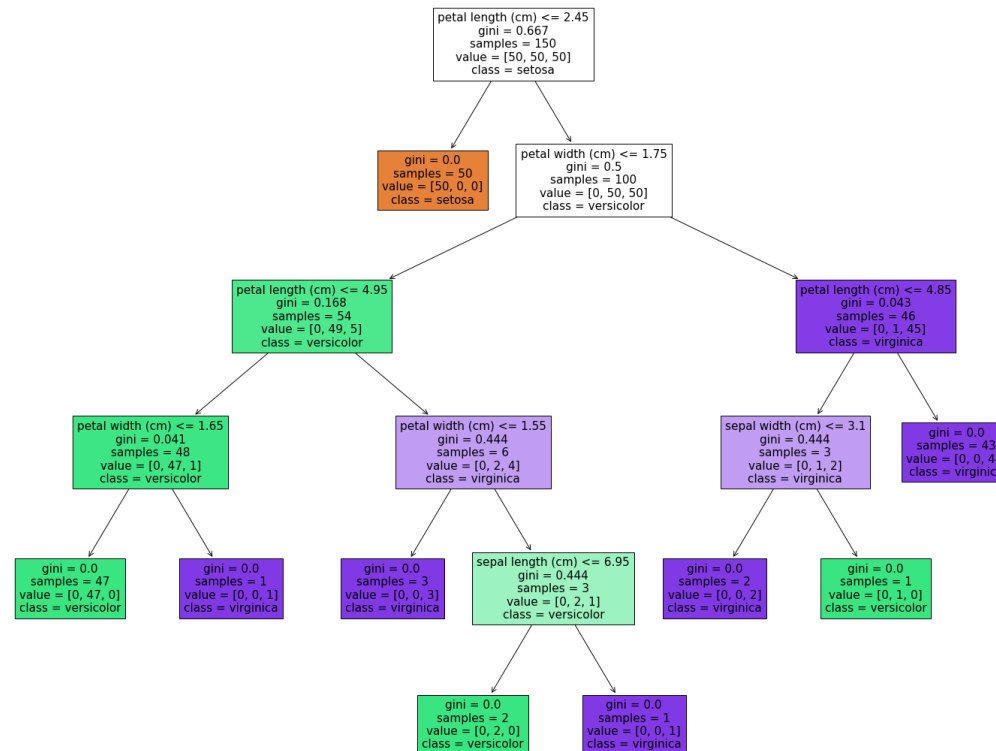 petal length (cm) <= 2.45
gini = 0.667
samples = 150
value = [50, 50, 50]
class = setosa
gini = 0.0
samples = 50
value = [50, 0, 0]
class = setosa
petal width (cm) <= 1.75
gini = 0.5
samples = 100
value = [0, 50, 50]
class = versicolor
petal length (cm) <= 4.95
gini = 0.168
samples = 54
value = [0, 49, 5]
class = versicolor
petal length (cm) <= 4.85
gini = 0.043
samples = 46
value = [0, 1, 45]
class = virginica
petal width (cm) <= 1.65
gini = 0.041
samples = 48
value = [0, 47, 1]
class = versicolor
petal width (cm) <= 1.55
gini = 0.444
samples = 6
value = [0, 2, 4]
class = virginica
sepal width (cm) <= 3.1
gini = 0.444
samples = 3
value = [0, 1, 2]
class = virginica
gini = 0.0
samples = 43
value = [0, 0, 4
class = virginic
gini = 0.0
samples = 47
value = [0, 47, 0]
class = versicolor
gini = 0.0
samples = 1
value = [0, 0, 1]
class = virginica
gini = 0.0
samples = 3
value = [0, 0, 3]
class = virginica
sepal length (cm) <= 6.95
gini = 0.444
samples = 3
value = [0, 2, 1]
class = versicolor
gini = 0.0
samples = 2
value = [0, 0, 2]
class = virginica
gini = 0.0
samples = 1
value = [0, 1, 0]
class = versicolor
gini = 0.0
samples = 2
value = [0, 2, 0]
class = versicolor
gini = 0.0
samples = 1
value = [0, 0, 1]
class = virginica